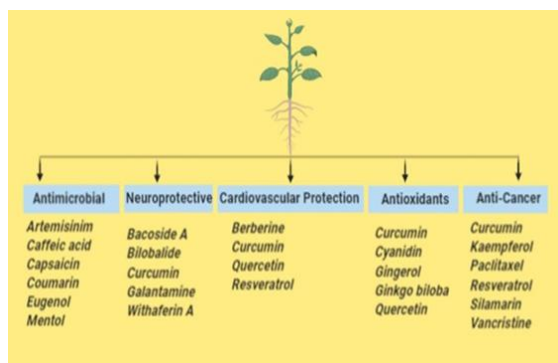 Antimicrobial
Artemisinim
Caffeic acid
Capsaicin
Coumarin
Eugenol
Mentol
Neuroprotective
Bacoside A
Bilobalide
Curcumin
Galantamine
Withaferin A
Cardiovascular Protection
Berberine
Curcumin
Quercetin
Resveratrol
Antioxidants
Curcumin
Cyanidin
Gingerol
Ginkgo biloba
Quercetin
Anti-Cancer
Curcumin
Kaempferol
Paclitaxel
Resveratrol
Silamarin
Vancristine